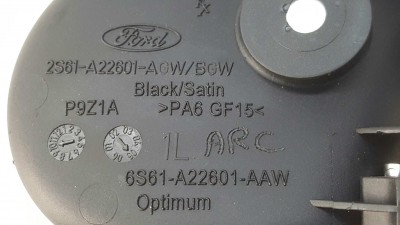 Ford
2S61-A22601-AGW/BGW
Black/Satin
P9Z1A >PA6 GF15<
1L ARC
6S61-A22601-AAW
Optimum